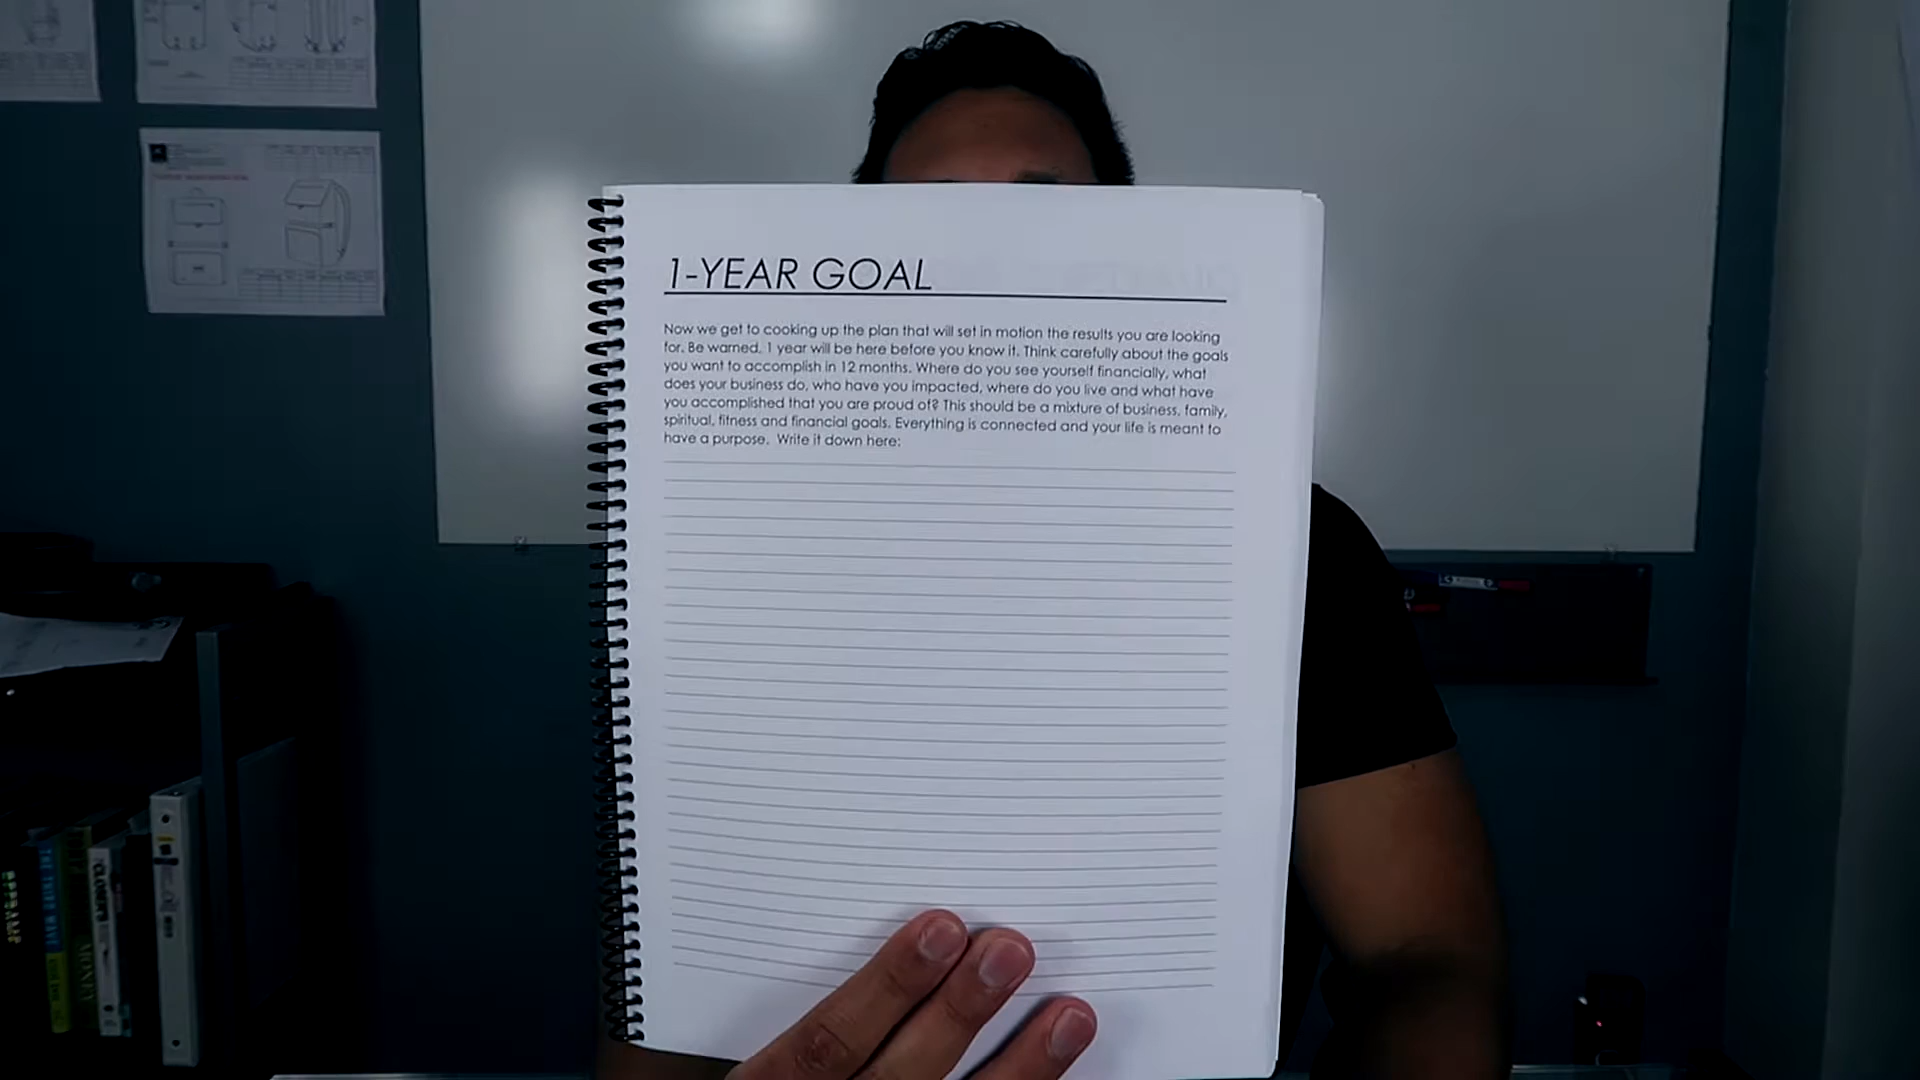 1-YEAR GOAL
Now we get to cooking up the plan that will set in motion the results you are looking
for. Be warned, 1 year will be here before you know it. Think carefully about the goals
you want to accomplish in 12 months. Where do you see yourself financially, what
does your business do, who have you impacted, where do you live and what have
you accomplished that you are proud of? This should be a mixture of business, family,
spiritual, fitness and financial goals. Everything is connected and your life is meant to
have a purpose.  Write it down here:
THE THIRD WAVE
MONEY